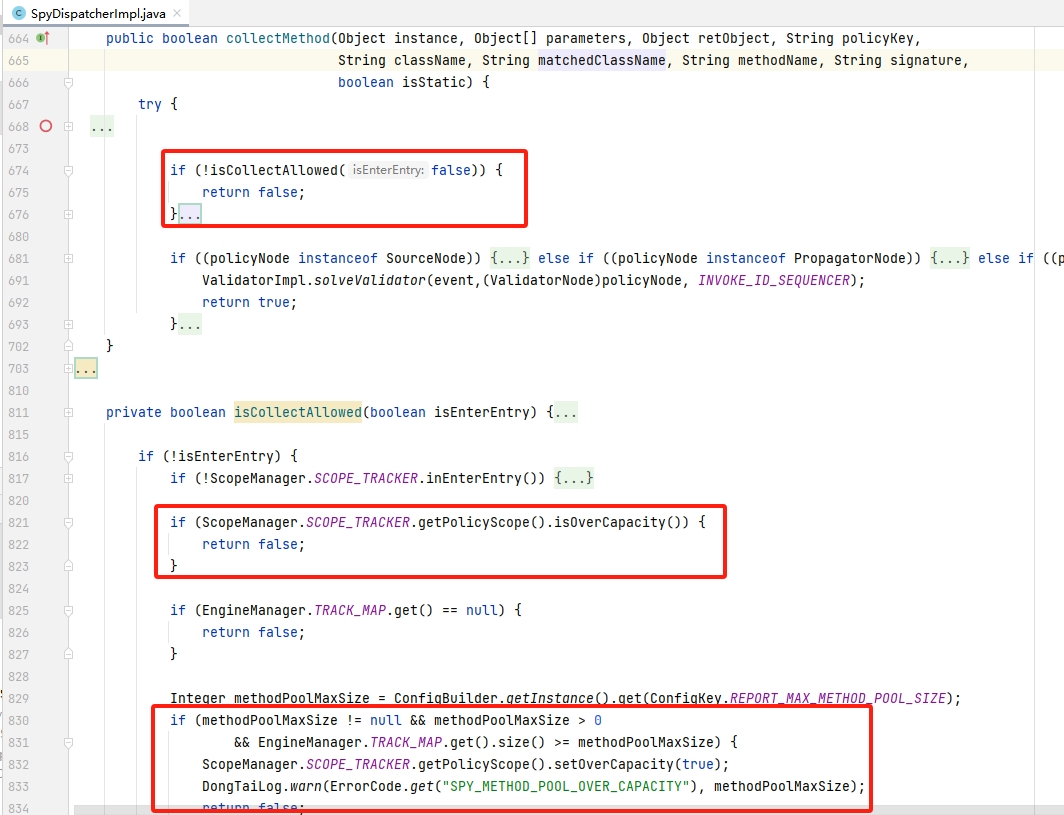 SpyDispatcherImpl.java
664 public boolean collectMethod(Object instance, Object[] parameters, Object retObject, String policyKey,
665 String className, String matchedClassName, String methodName, String signature,
666 boolean isStatic) {
667 try {
668 ...
673
674 if (!isCollectAllowed( isEnterEntry: false)) {
675 return false;
676 }...
680
681 if ((policyNode instanceof SourceNode)) {...} else if ((policyNode instanceof PropagatorNode)) {...} else if ((p
691 ValidatorImpl.solveValidator(event,(ValidatorNode)policyNode, INVOKE_ID_SEQUENCER);
692 return true;
693 }...
702 }
703 ...
810
811 private boolean isCollectAllowed(boolean isEnterEntry) {...
815
816 if (!isEnterEntry) {
817 if (!ScopeManager.SCOPE_TRACKER.inEnterEntry()) {...}
820
821 if (ScopeManager.SCOPE_TRACKER.getPolicyScope().isOverCapacity()) {
822 return false;
823 }
824
825 if (EngineManager.TRACK_MAP.get() == null) {
826 return false;
827 }
828
829 Integer methodPoolMaxSize = ConfigBuilder.getInstance().get(ConfigKey.REPORT_MAX_METHOD_POOL_SIZE);
830 if (methodPoolMaxSize != null && methodPoolMaxSize > 0
831 && EngineManager.TRACK_MAP.get().size() >= methodPoolMaxSize) {
832 ScopeManager.SCOPE_TRACKER.getPolicyScope().setOverCapacity(true);
833 DongTaiLog.warn(ErrorCode.get("SPY_METHOD_POOL_OVER_CAPACITY"), methodPoolMaxSize);
834 return false;